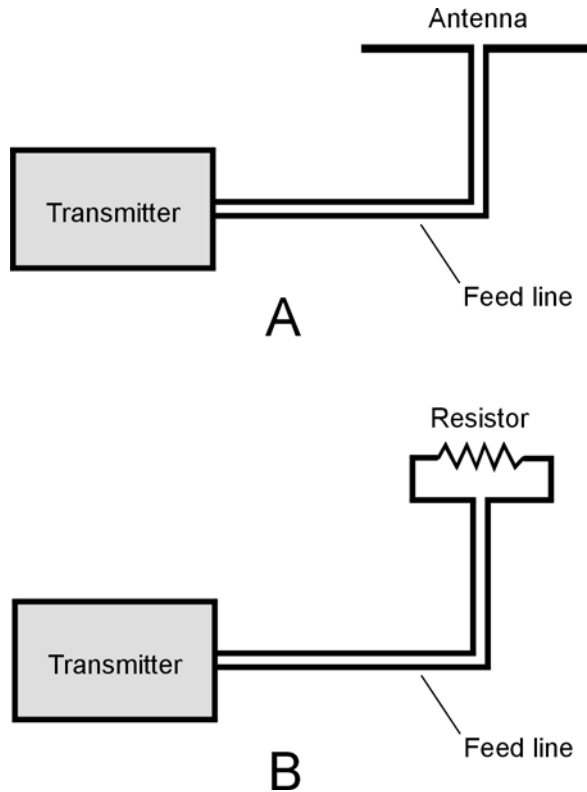 Antenna
Transmitter
Feed line
A
Resistor
Transmitter
Feed line
B